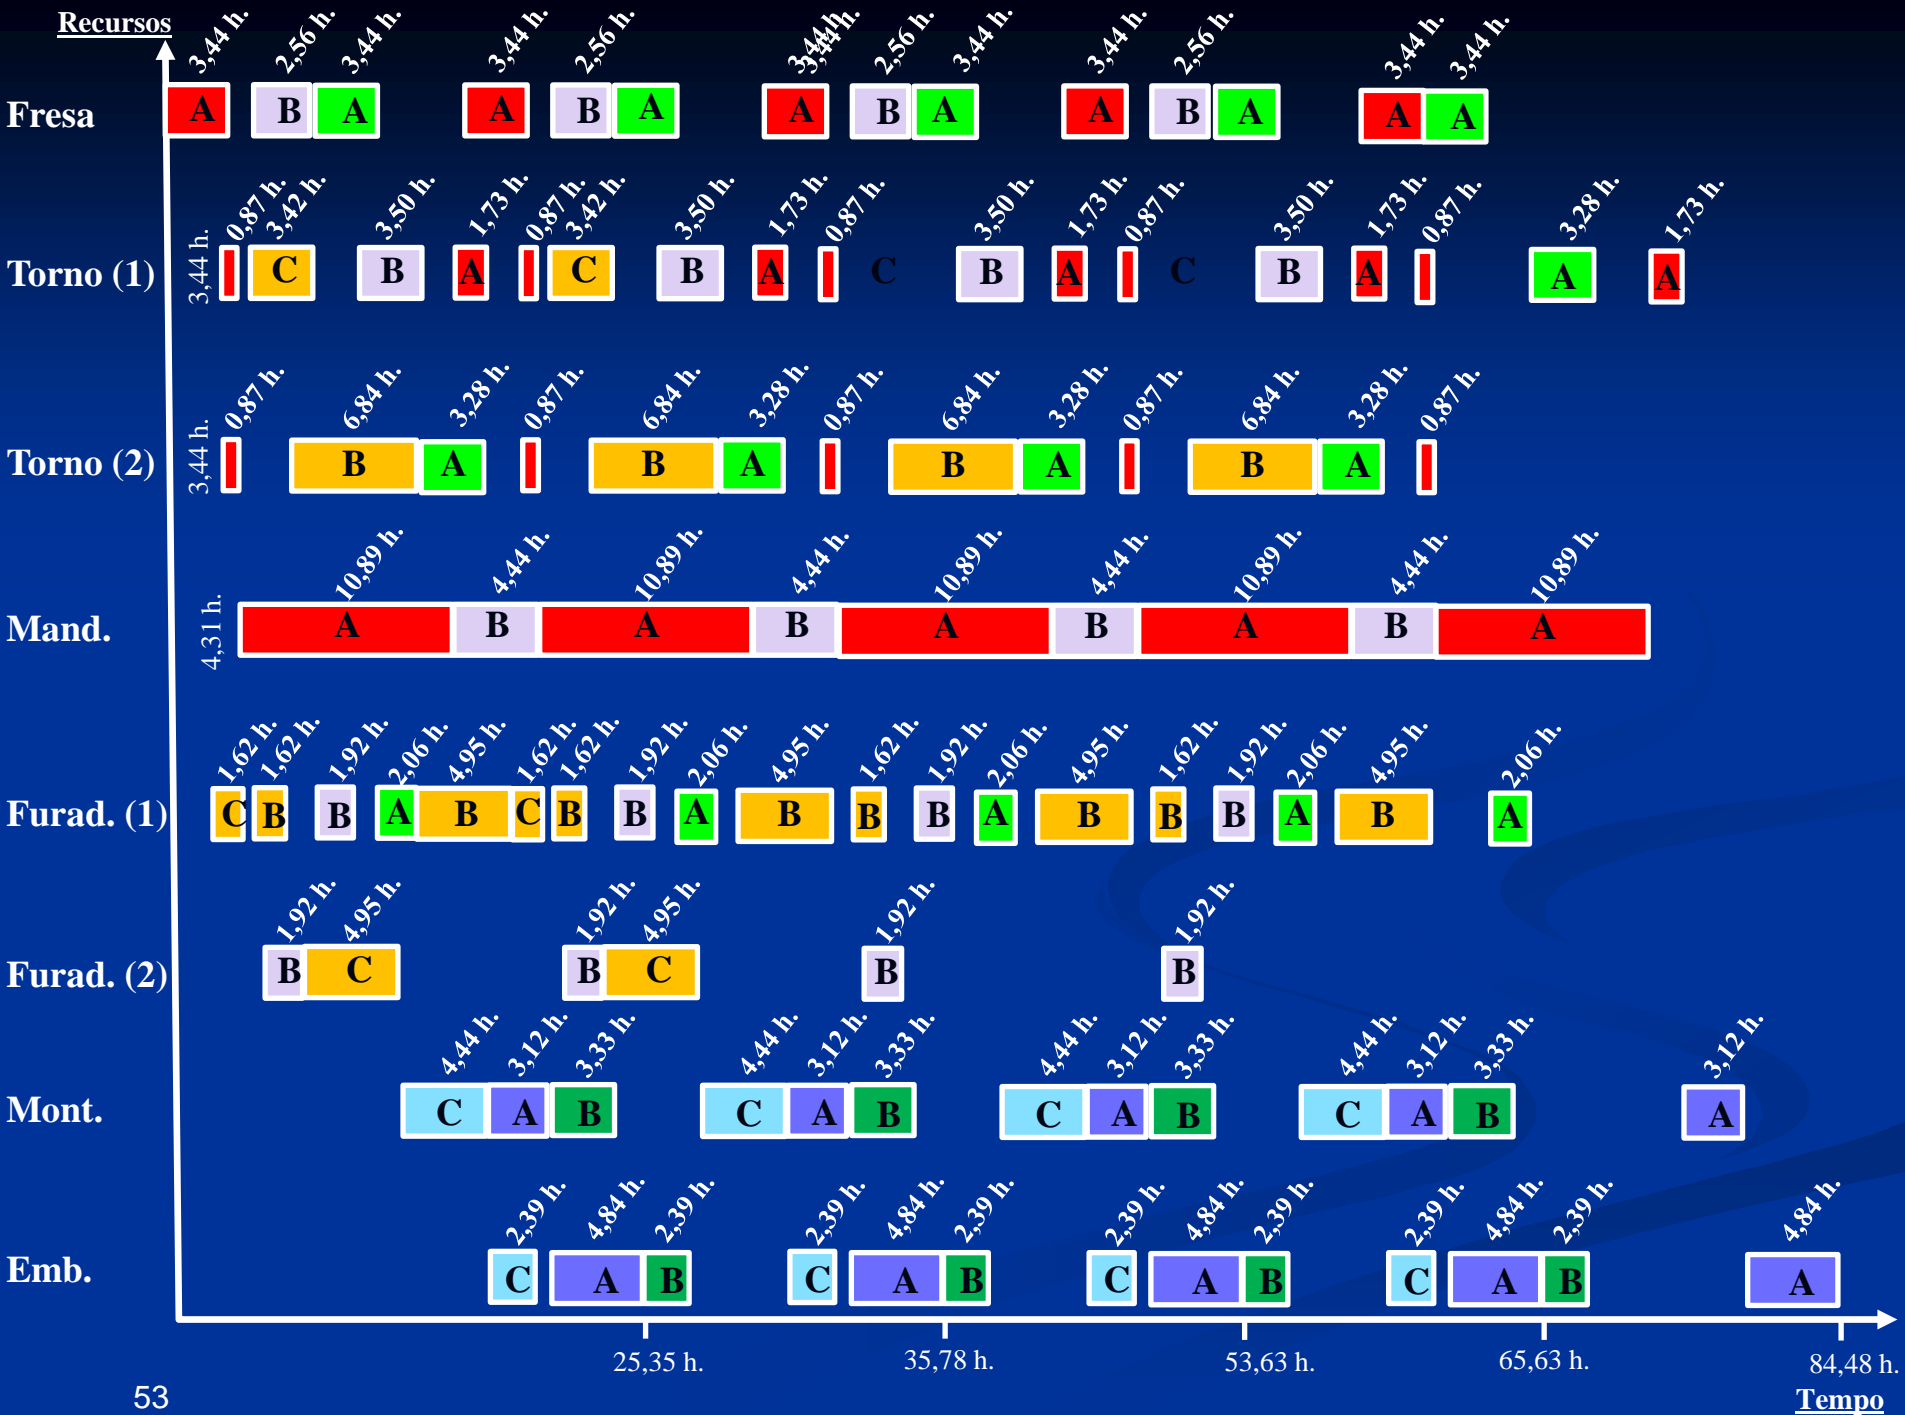 Recursos
3,44 h. 2,56 h. 3,44 h. 3,44 h. 2,56 h. 3,44 h. 3,44 h. 2,56 h. 3,44 h. 3,44 h. 2,56 h. 3,44 h. 3,44 h.
Fresa A B A A B A A B A A B A A A
0,87 h. 3,42 h. 3,50 h. 1,73 h. 0,87 h. 3,42 h. 3,50 h. 1,73 h. 0,87 h. 3,50 h. 1,73 h. 0,87 h. 3,50 h. 1,73 h. 0,87 h. 3,28 h. 1,73 h.
Torno (1) 3,44 h. C B A C B A C B A C B A A A
0,87 h. 6,84 h. 3,28 h. 0,87 h. 6,84 h. 3,28 h. 0,87 h. 6,84 h. 3,28 h. 0,87 h. 6,84 h. 3,28 h. 0,87 h.
Torno (2) 3,44 h. B A B A B A B A
10,89 h. 4,44 h. 10,89 h. 4,44 h. 10,89 h. 4,44 h. 10,89 h. 4,44 h. 10,89 h.
Mand. 4,31 h. A B A B A B A B A
1,62 h. 1,62 h. 1,92 h. 2,06 h. 4,95 h. 1,62 h. 1,62 h. 1,92 h. 2,06 h. 4,95 h. 1,62 h. 1,92 h. 2,06 h. 4,95 h. 1,62 h. 1,92 h. 2,06 h. 4,95 h. 2,06 h.
Furad. (1) C B B A B C B B A B B B A B B B A B A
1,92 h. 4,95 h. 1,92 h. 4,95 h. 1,92 h. 1,92 h.
Furad. (2) B C B C B B
4,44 h. 3,12 h. 3,33 h. 4,44 h. 3,12 h. 3,33 h. 4,44 h. 3,12 h. 3,33 h. 4,44 h. 3,12 h. 3,33 h. 3,12 h.
Mont. C A B C A B C A B C A B A
2,39 h. 4,84 h. 2,39 h. 2,39 h. 4,84 h. 2,39 h. 2,39 h. 4,84 h. 2,39 h. 2,39 h. 4,84 h. 2,39 h. 4,84 h.
Emb. C A B C A B C A B C A B A
25,35 h. 35,78 h. 53,63 h. 65,63 h. 84,48 h.
53 Tempo